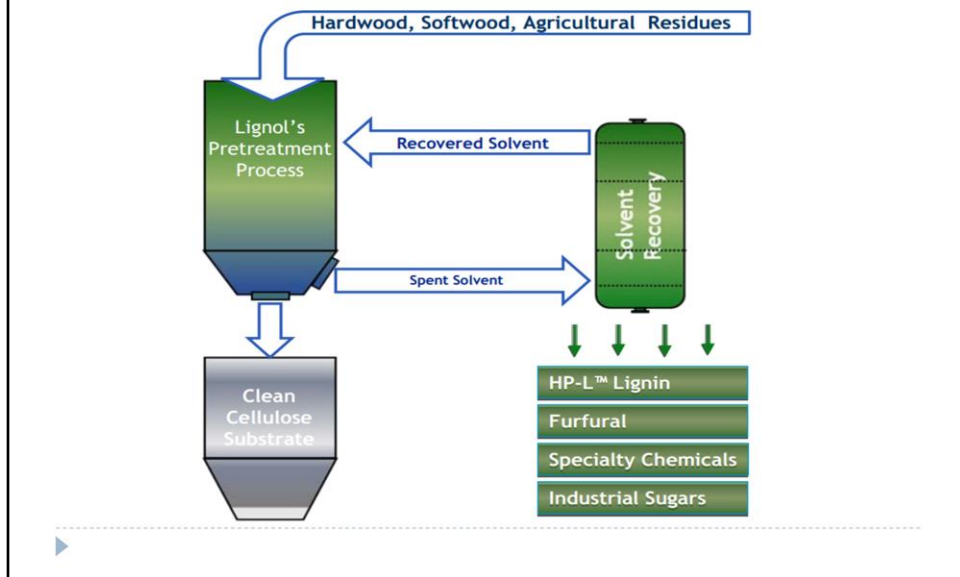 Hardwood, Softwood, Agricultural Residues
Lignol's
Pretreatment
Process
Recovered Solvent
Solvent
Recovery
Spent Solvent
Clean
Cellulose
Substrate
HP-L™ Lignin
Furfural
Specialty Chemicals
Industrial Sugars